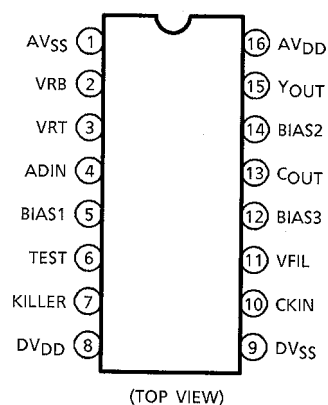 AVSS 1 16 AVDD
VRB 2 15 YOUT
VRT 3 14 BIAS2
ADIN 4 13 COUT
BIAS1 5 12 BIAS3
TEST 6 11 VFIL
KILLER 7 10 CKIN
DVDD 8 9 DVSS
(TOP VIEW)